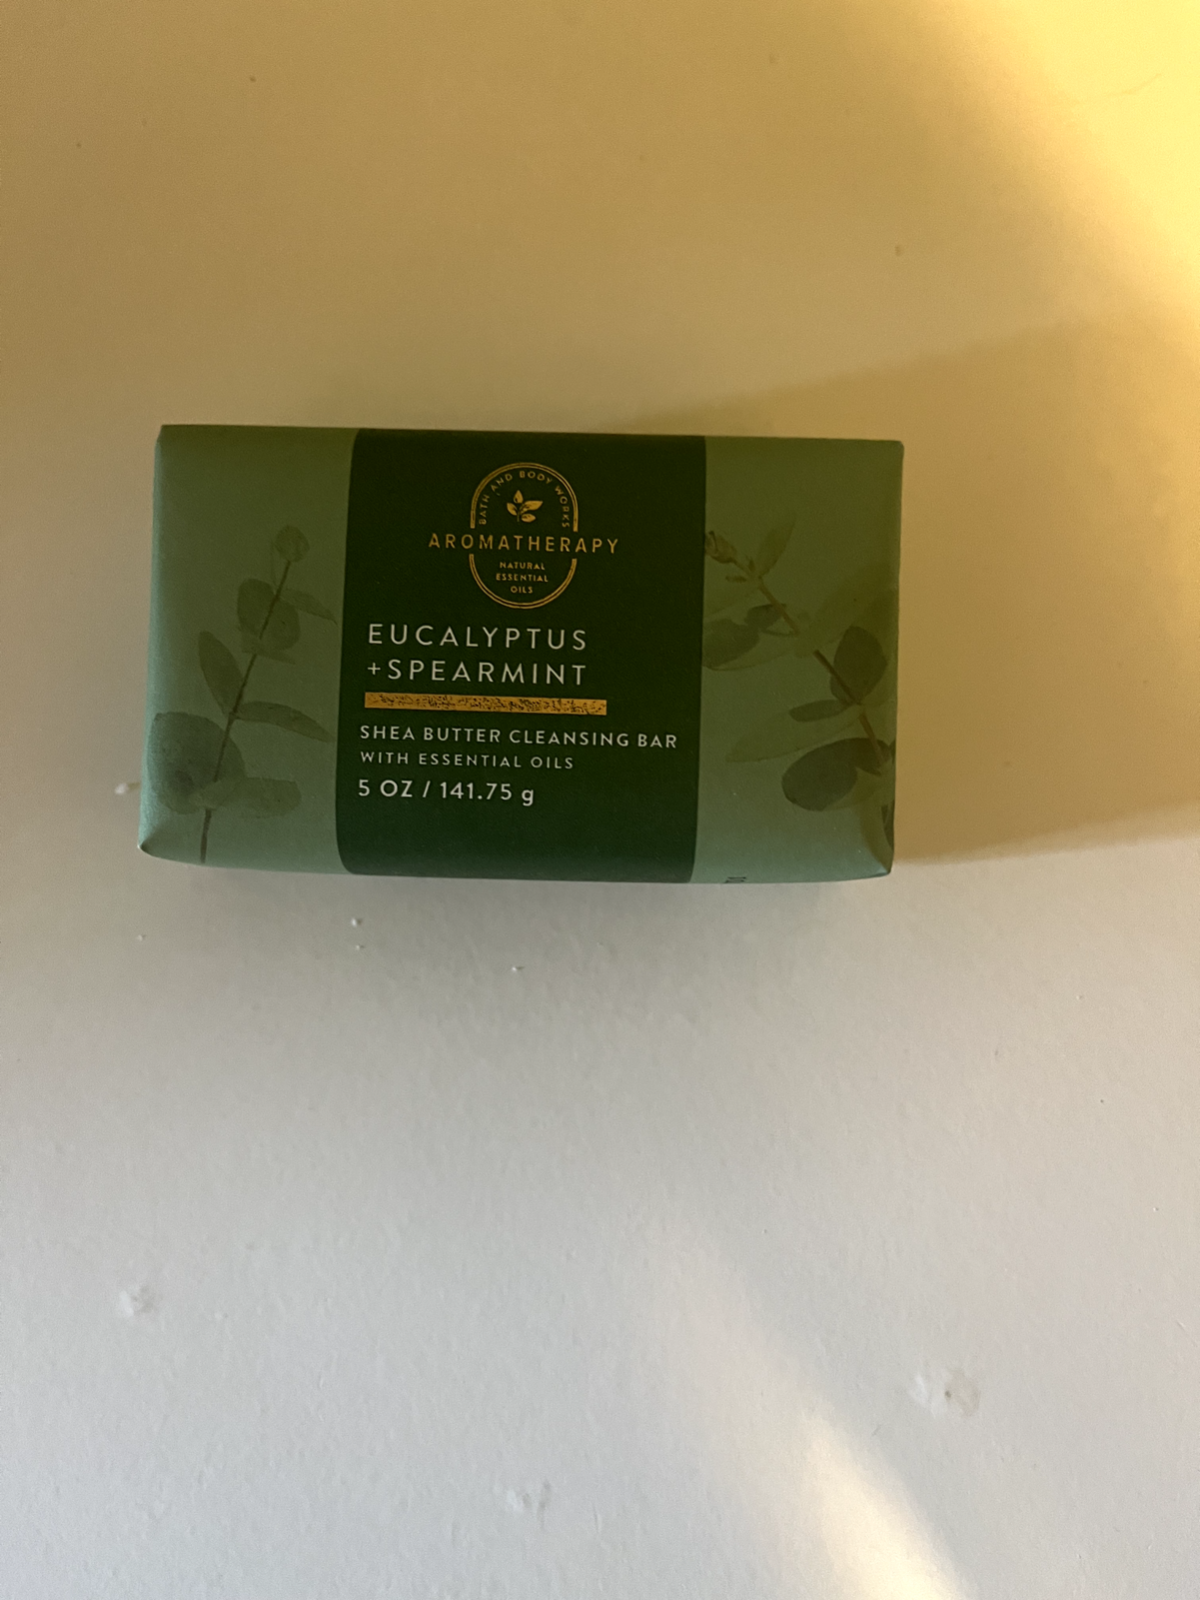 BATH AND BODY WORKS
AROMATHERAPY
NATURAL
ESSENTIAL
OILS
EUCALYPTUS
+SPEARMINT
SHEA BUTTER CLEANSING BAR
WITH ESSENTIAL OILS
5 OZ / 141.75 g